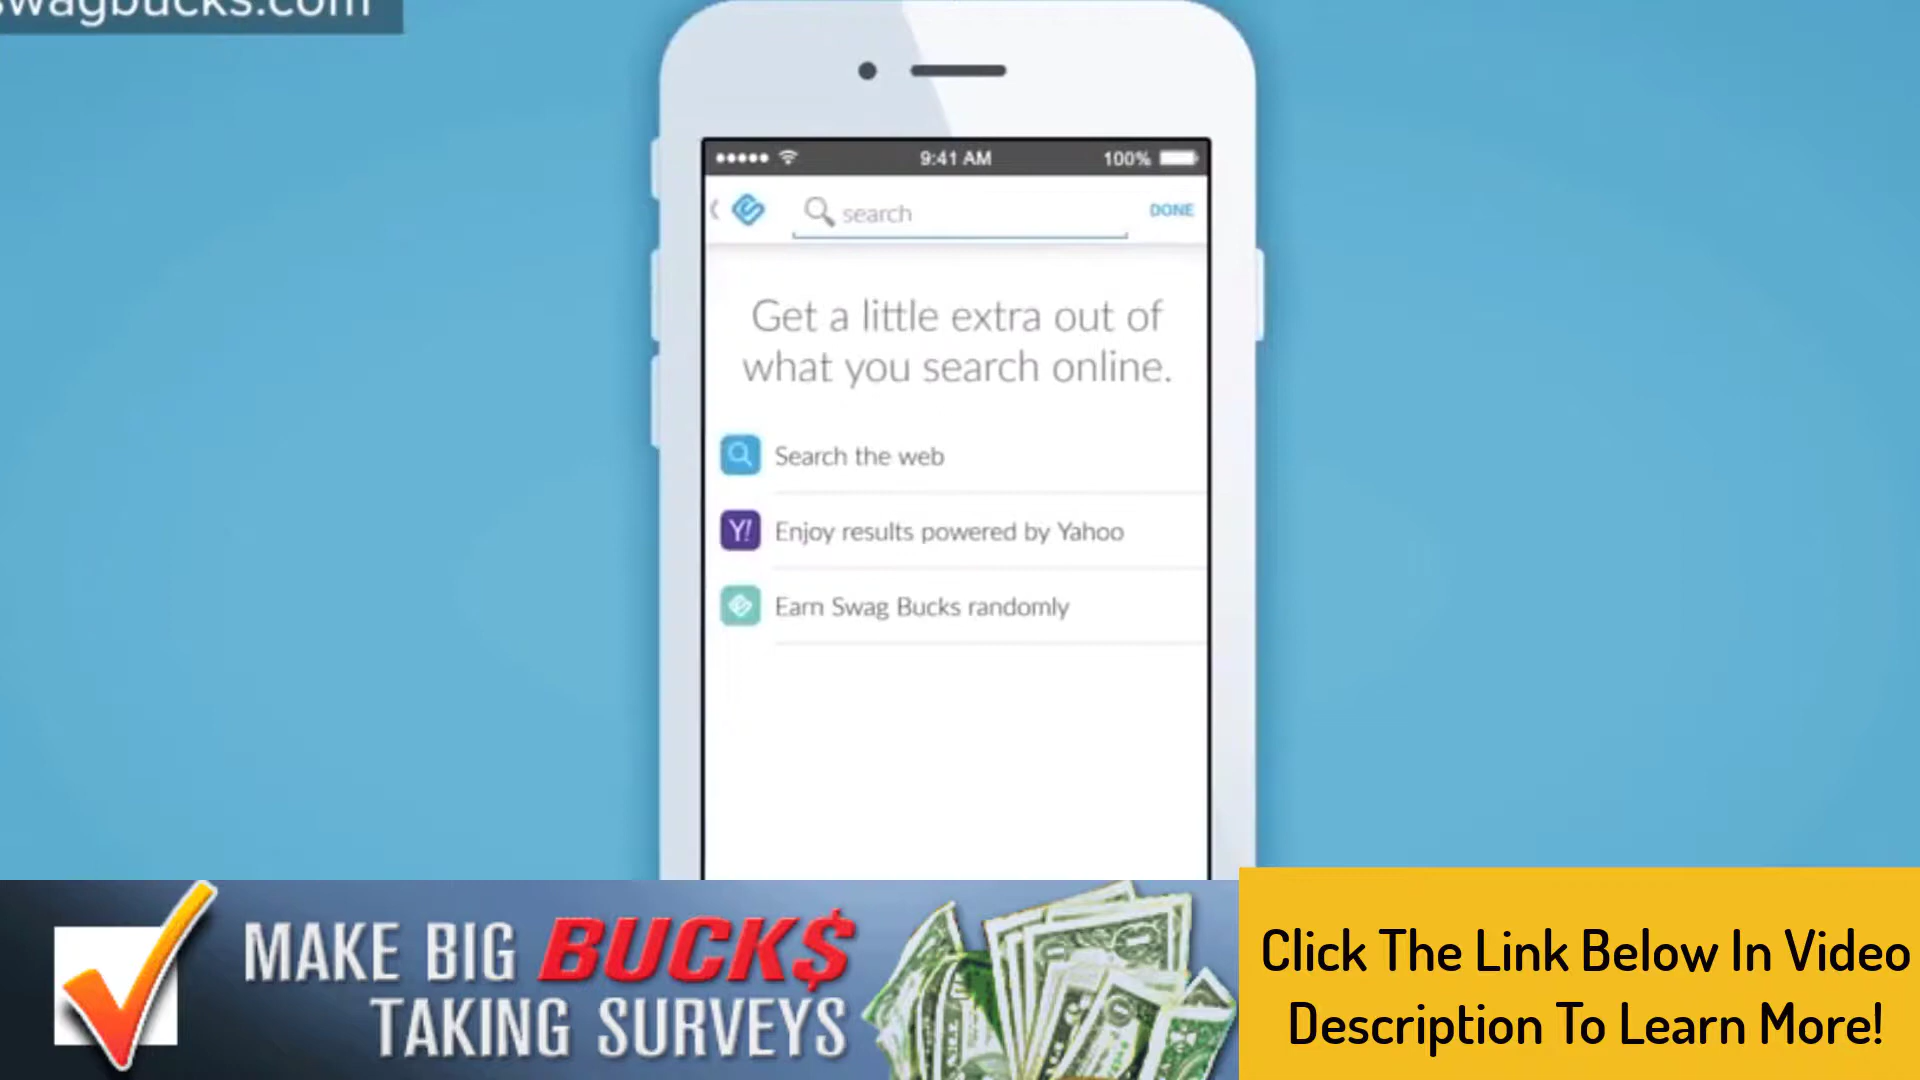 swagbucks.com
9:41 AM 100%
search DONE
Get a little extra out of
what you search online.
Search the web
Y! Enjoy results powered by Yahoo
Earn Swag Bucks randomly
MAKE BIG BUCK$
TAKING SURVEYS
Click The Link Below In Video
Description To Learn More!